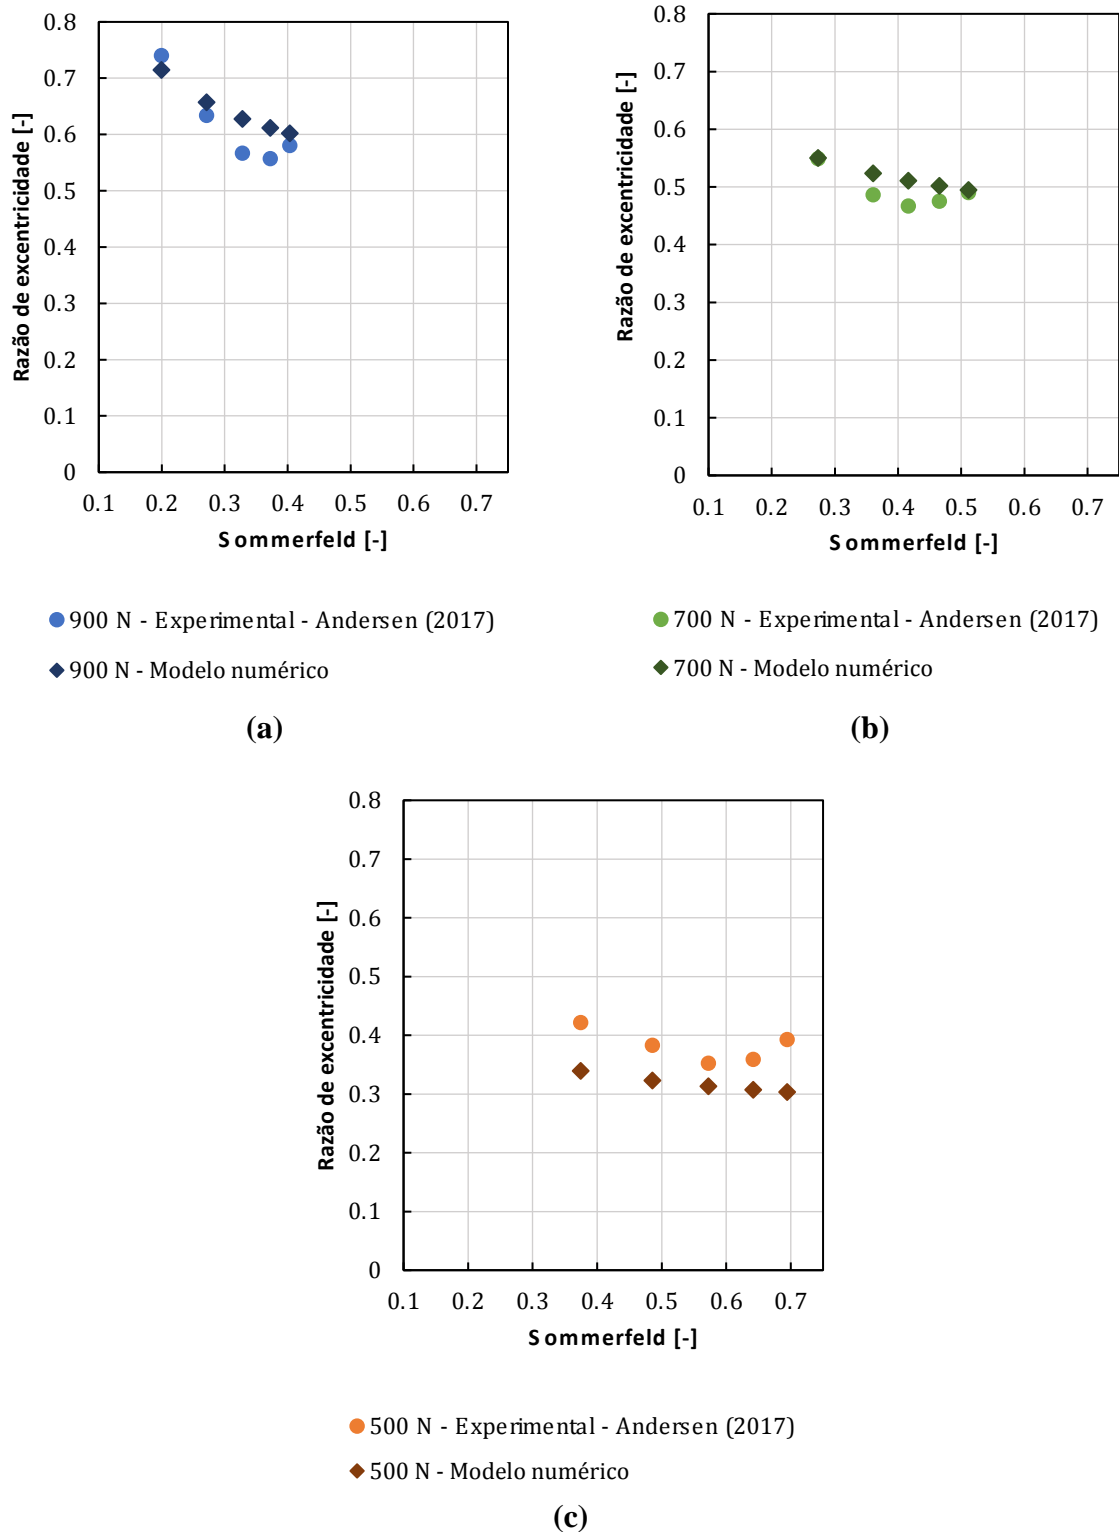 0.8
0.7
0.6
0.5
0.4
0.3
0.2
0.1
0
Razão de excentricidade [-]
0.1 0.2 0.3 0.4 0.5 0.6 0.7
Sommerfeld [-]
900 N - Experimental - Andersen (2017)
900 N - Modelo numérico
(a)
0.8
0.7
0.6
0.5
0.4
0.3
0.2
0.1
0
Razão de excentricidade [-]
0.1 0.2 0.3 0.4 0.5 0.6 0.7
Sommerfeld [-]
700 N - Experimental - Andersen (2017)
700 N - Modelo numérico
(b)
0.8
0.7
0.6
0.5
0.4
0.3
0.2
0.1
0
Razão de excentricidade [-]
0.1 0.2 0.3 0.4 0.5 0.6 0.7
Sommerfeld [-]
500 N - Experimental - Andersen (2017)
500 N - Modelo numérico
(c)